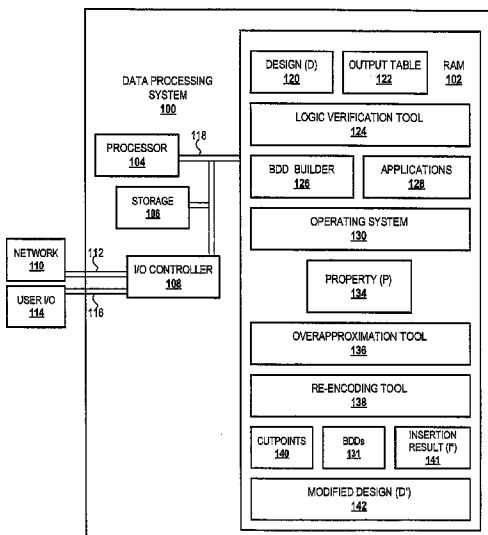 DESIGN (D)
120
OUTPUT TABLE
122
RAM
102
DATA PROCESSING
SYSTEM
100
LOGIC VERIFICATION TOOL
124
118
PROCESSOR
104
BDD BUILDER
126
APPLICATIONS
128
STORAGE
106
OPERATING SYSTEM
130
NETWORK
110
112
I/O CONTROLLER
108
USER I/O
114
116
PROPERTY (P)
134
OVERAPPROXIMATION TOOL
136
RE-ENCODING TOOL
138
CUTPOINTS
140
BDDs
131
INSERTION
RESULT (I')
141
MODIFIED DESIGN (D')
142